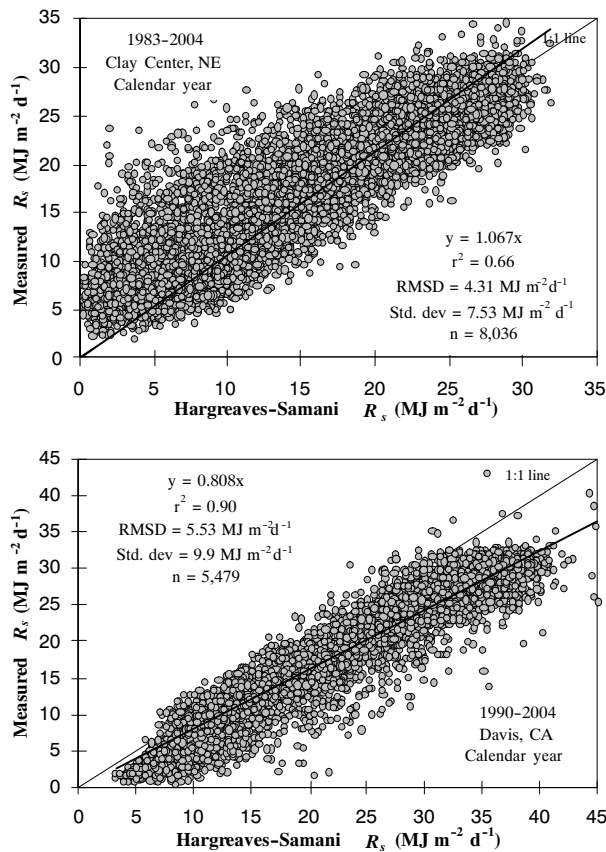 35
30
25
20
15
10
5
0
Measured R s (MJ m⁻² d⁻¹)
1983-2004
Clay Center, NE
Calendar year
1:1 line
y = 1.067x
r² = 0.66
RMSD = 4.31 MJ m⁻²d⁻¹
Std. dev = 7.53 MJ m⁻² d⁻¹
n = 8,036
0 5 10 15 20 25 30 35
Hargreaves-Samani R s (MJ m⁻² d⁻¹)
45
40
35
30
25
20
15
10
5
0
Measured R s (MJ m⁻² d⁻¹)
y = 0.808x
r² = 0.90
RMSD = 5.53 MJ m⁻²d⁻¹
Std. dev = 9.9 MJ m⁻² d⁻¹
n = 5,479
1:1 line
1990-2004
Davis, CA
Calendar year
0 5 10 15 20 25 30 35 40 45
Hargreaves-Samani R s (MJ m⁻² d⁻¹)